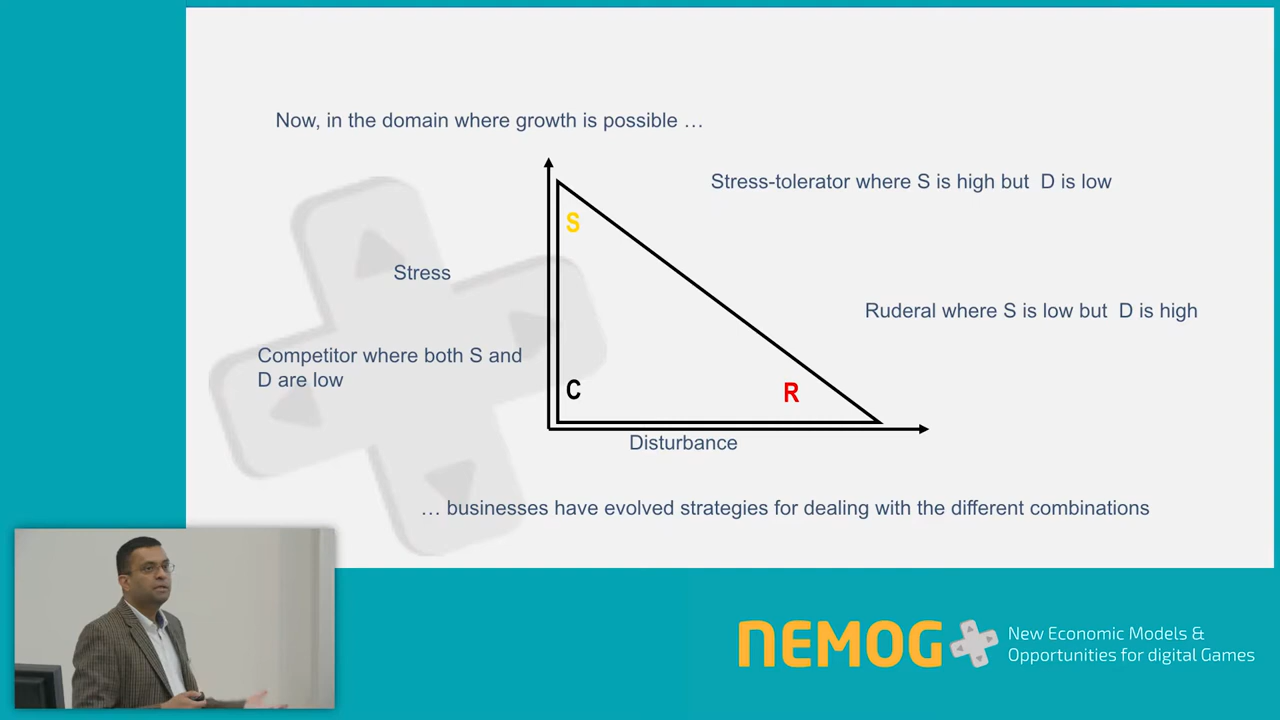 Now, in the domain where growth is possible …
Stress-tolerator where S is high but D is low
S
Stress
Ruderal where S is low but D is high
Competitor where both S and
D are low
C
R
Disturbance
… businesses have evolved strategies for dealing with the different combinations
NEMOG
New Economic Models &
Opportunities for digital Games